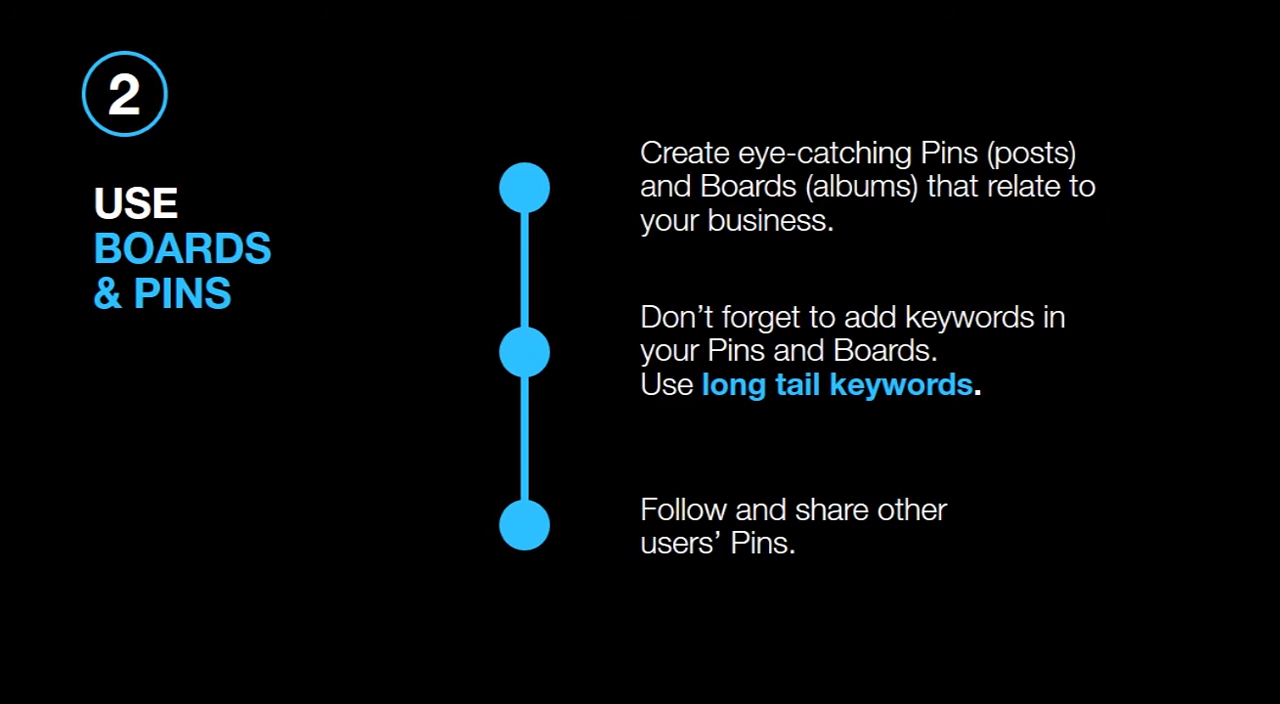 2
USE
BOARDS
& PINS
Create eye-catching Pins (posts)
and Boards (albums) that relate to
your business.
Don’t forget to add keywords in
your Pins and Boards.
Use long tail keywords.
Follow and share other
users’ Pins.